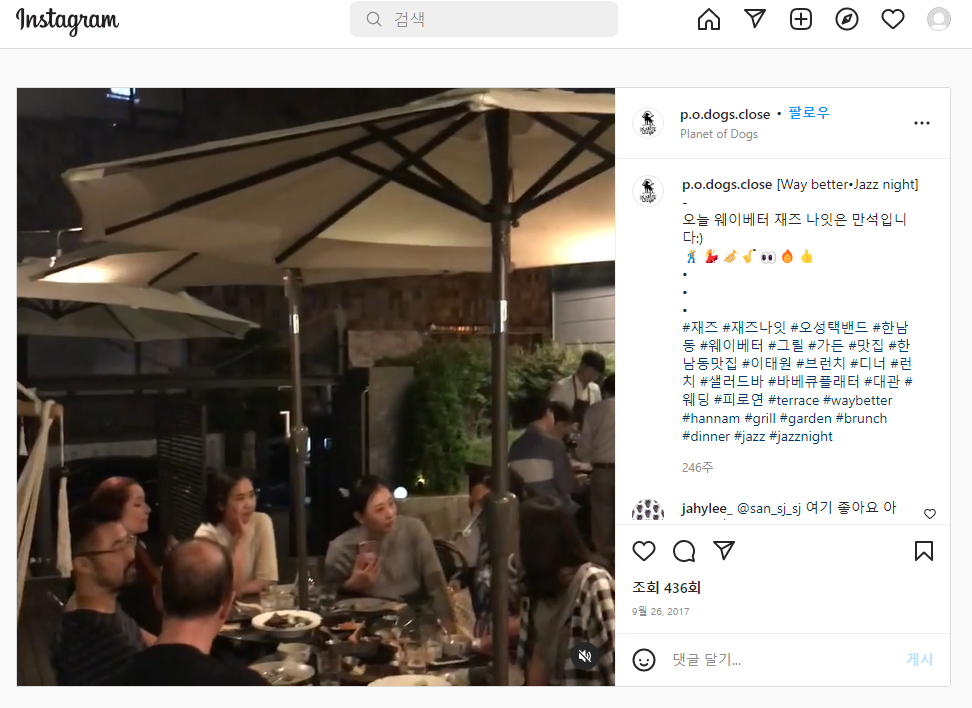 Instagram
검색
p.o.dogs.close • 팔로우
Planet of Dogs
p.o.dogs.close [Way better•Jazz night]
-
오늘 웨이베터 재즈 나잇은 만석입니
다:)
🕺💃🎺🎷👀🔥👍
•
•
•
#재즈 #재즈나잇 #오성택밴드 #한남
동 #웨이베터 #그릴 #가든 #맛집 #한
남동맛집 #이태원 #브런치 #디너 #런
치 #샐러드바 #바베큐플래터 #대관 #
웨딩 #피로연 #terrace #waybetter
#hannam #grill #garden #brunch
#dinner #jazz #jazznight
246주
jahylee_ @san_sj_sj 여기 좋아요 아
조회 436회
9월 26, 2017
댓글 달기...
게시